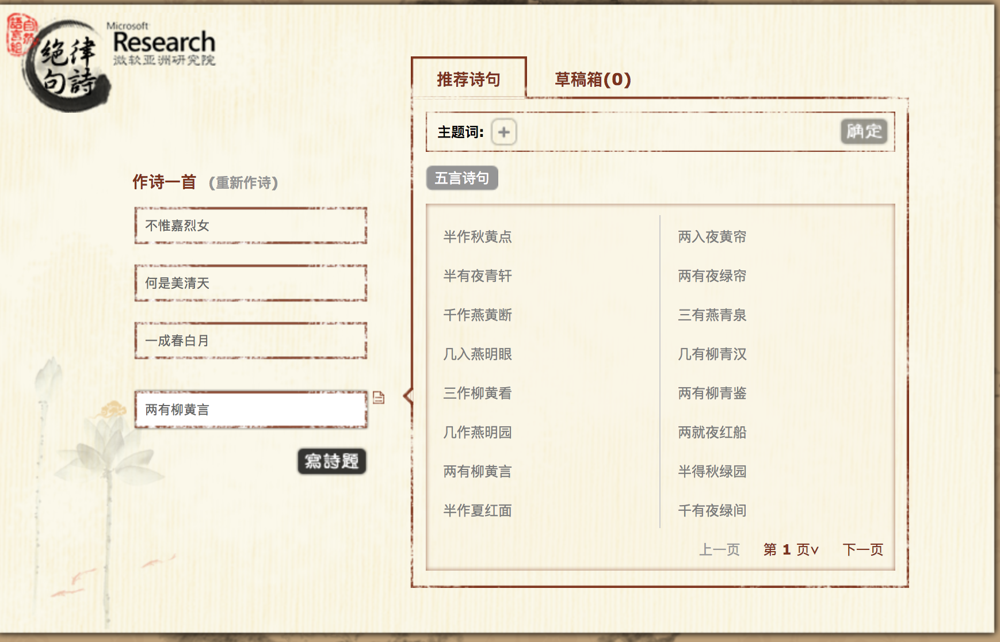 自然
語言組
绝句
律詩
Microsoft
Research
微软亚洲研究院
推荐诗句
草稿箱(0)
主题词:
+
确定
五言诗句
作诗一首 (重新作诗)
不惟嘉烈女
何是美清天
一成春白月
两有柳黄言
寫詩題
半作秋黄点
两入夜黄帘
半有夜青轩
两有夜绿帘
千作燕黄断
三有燕青泉
几入燕明眼
几有柳青汉
三作柳黄看
两有柳青鉴
几作燕明园
两就夜红船
两有柳黄言
半得秋绿园
半作夏红面
千有夜绿间
上一页 第 1 页∨ 下一页